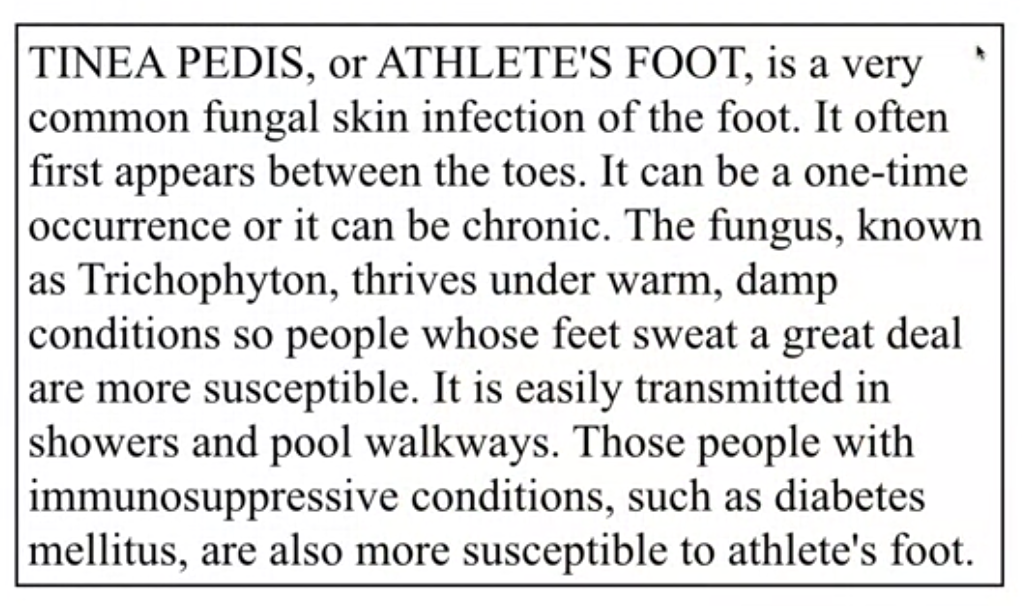 TINEA PEDIS, or ATHLETE'S FOOT, is a very
common fungal skin infection of the foot. It often
first appears between the toes. It can be a one-time
occurrence or it can be chronic. The fungus, known
as Trichophyton, thrives under warm, damp
conditions so people whose feet sweat a great deal
are more susceptible. It is easily transmitted in
showers and pool walkways. Those people with
immunosuppressive conditions, such as diabetes
mellitus, are also more susceptible to athlete's foot.